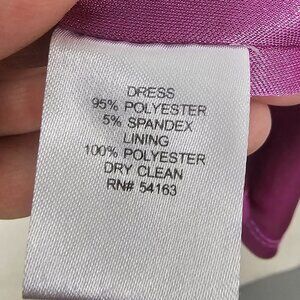 DRESS
95% POLYESTER
5% SPANDEX
LINING
100% POLYESTER
DRY CLEAN
RN# 54163